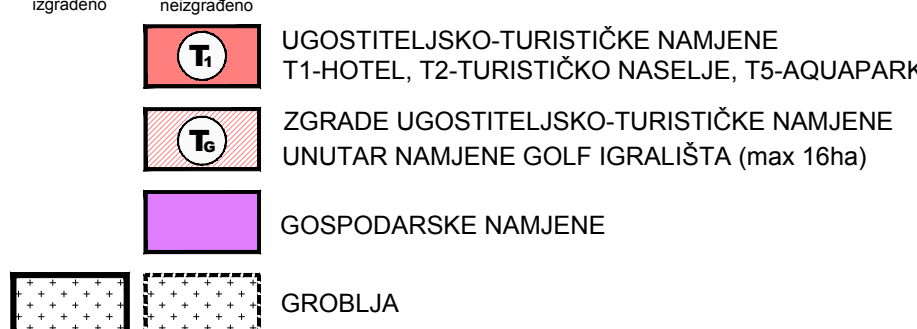 izgrađeno neizgrađeno
T1 UGOSTITELJSKO-TURISTIČKE NAMJENE
T1-HOTEL, T2-TURISTIČKO NASELJE, T5-AQUAPARK
TG ZGRADE UGOSTITELJSKO-TURISTIČKE NAMJENE
UNUTAR NAMJENE GOLF IGRALIŠTA (max 16ha)
GOSPODARSKE NAMJENE
GROBLJA